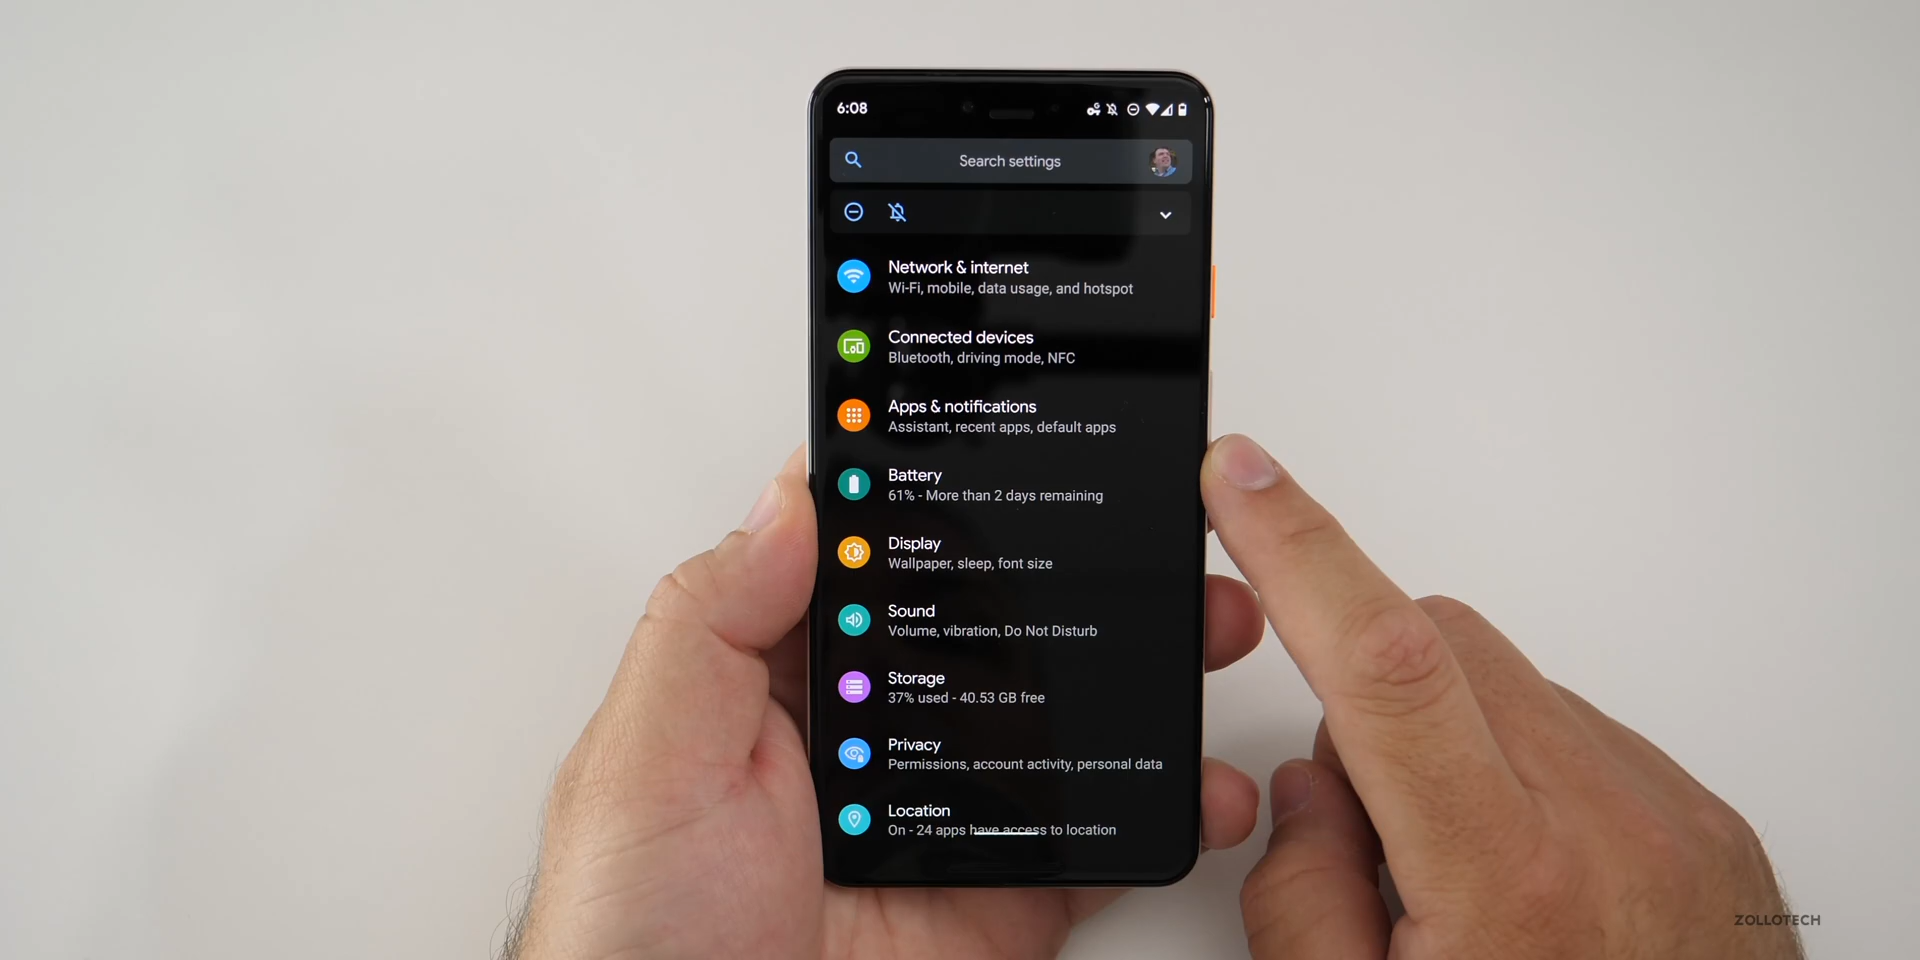 6:08
Search settings
Network & internet
Wi-Fi, mobile, data usage, and hotspot
Connected devices
Bluetooth, driving mode, NFC
Apps & notifications
Assistant, recent apps, default apps
Battery
61% - More than 2 days remaining
Display
Wallpaper, sleep, font size
Sound
Volume, vibration, Do Not Disturb
Storage
37% used - 40.53 GB free
Privacy
Permissions, account activity, personal data
Location
On - 24 apps have access to location
ZOLLOTECH